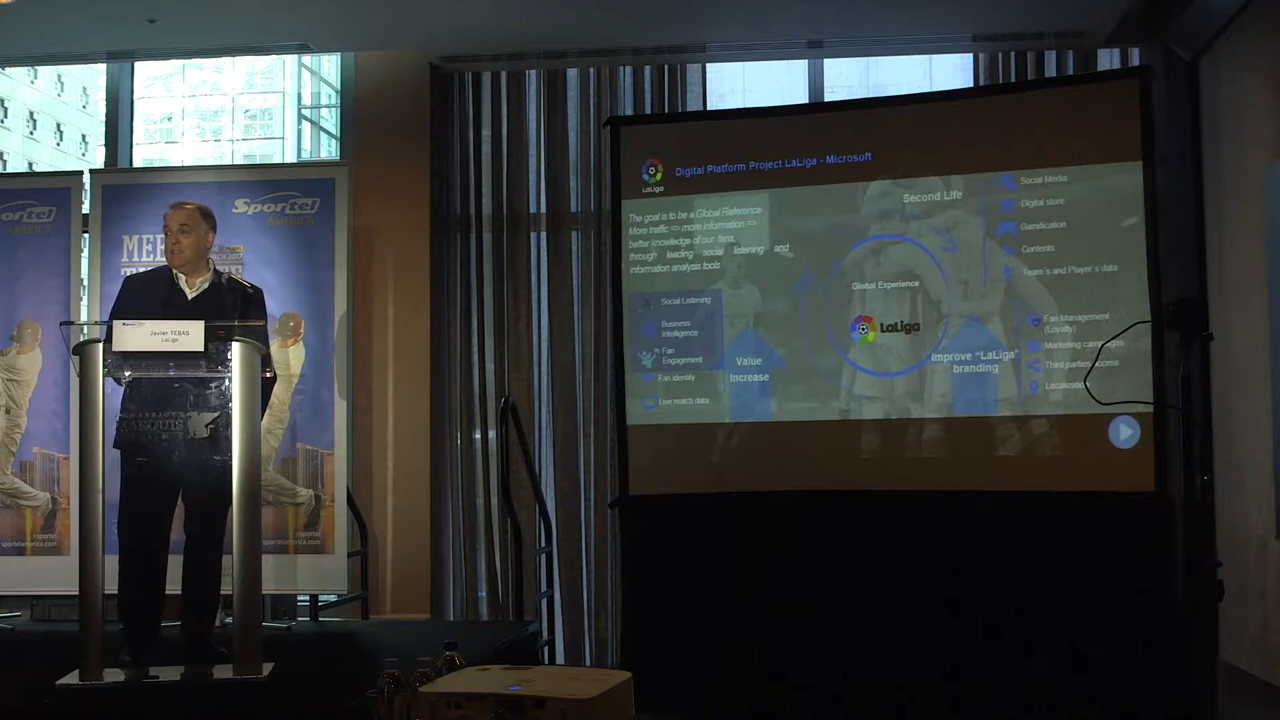 Sportel
AMERICA
MIAMI
MARCH 2017
Javier TEBAS
LaLiga
MARQUIS
#sportel
sportelamerica.com
sportelamerica.com
LaLiga
Digital Platform Project LaLiga - Microsoft
The goal is to be a Global Reference
More traffic => more information =>
better knowledge of our fans,
through leading social listening and
information analysis tools
Social Listening
Business
Intelligence
Fan
Engagement
Fan identify
Live match data
Value
Increase
Second Life
Global Experience
LaLiga
Improve "LaLiga"
branding
Social Media
Digital store
Gamification
Contents
Team´s and Player´s data
Fan Management
(Loyalty)
Marketing campaigns
Third parties access